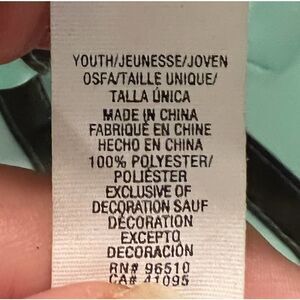 YOUTH/JEUNESSE/JOVEN
OSFA/TAILLE UNIQUE/
TALLA ÚNICA
MADE IN CHINA
FABRIQUÉ EN CHINE
HECHO EN CHINA
100% POLYESTER/
POLIÉSTER
EXCLUSIVE OF
DECORATION SAUF
DÉCORATION
EXCEPTO
DECORACIÓN
RN# 96510
CA# 41095